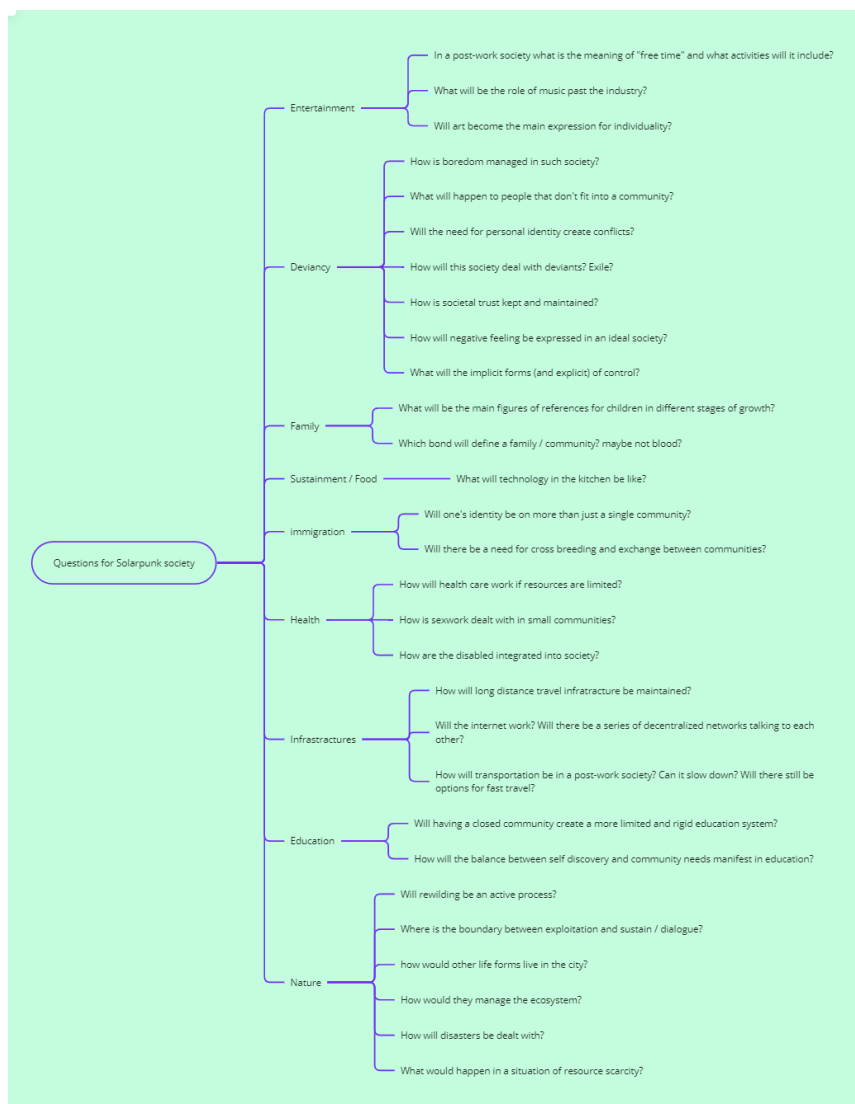 In a post-work society what is the meaning of "free time" and what activities will it include?
What will be the role of music past the industry?
Entertainment
Will art become the main expression for individuality?
How is boredom managed in such society?
What will happen to people that don't fit into a community?
Will the need for personal identity create conflicts?
Deviancy
How will this society deal with deviants? Exile?
How is societal trust kept and maintained?
How will negative feeling be expressed in an ideal society?
What will the implicit forms (and explicit) of control?
What will be the main figures of references for children in different stages of growth?
Family
Which bond will define a family / community? maybe not blood?
Sustainment / Food
What will technology in the kitchen be like?
Will one's identity be on more than just a single community?
immigration
Will there be a need for cross breeding and exchange between communities?
Questions for Solarpunk society
How will health care work if resources are limited?
Health
How is sexwork dealt with in small communities?
How are the disabled integrated into society?
How will long distance travel infratracture be maintained?
Infrastractures
Will the internet work? Will there be a series of decentralized networks talking to each
other?
How will transportation be in a post-work society? Can it slow down? Will there still be
options for fast travel?
Will having a closed community create a more limited and rigid education system?
Education
How will the balance between self discovery and community needs manifest in education?
Will rewilding be an active process?
Where is the boundary between exploitation and sustain / dialogue?
how would other life forms live in the city?
Nature
How would they manage the ecosystem?
How will disasters be dealt with?
What would happen in a situation of resource scarcity?